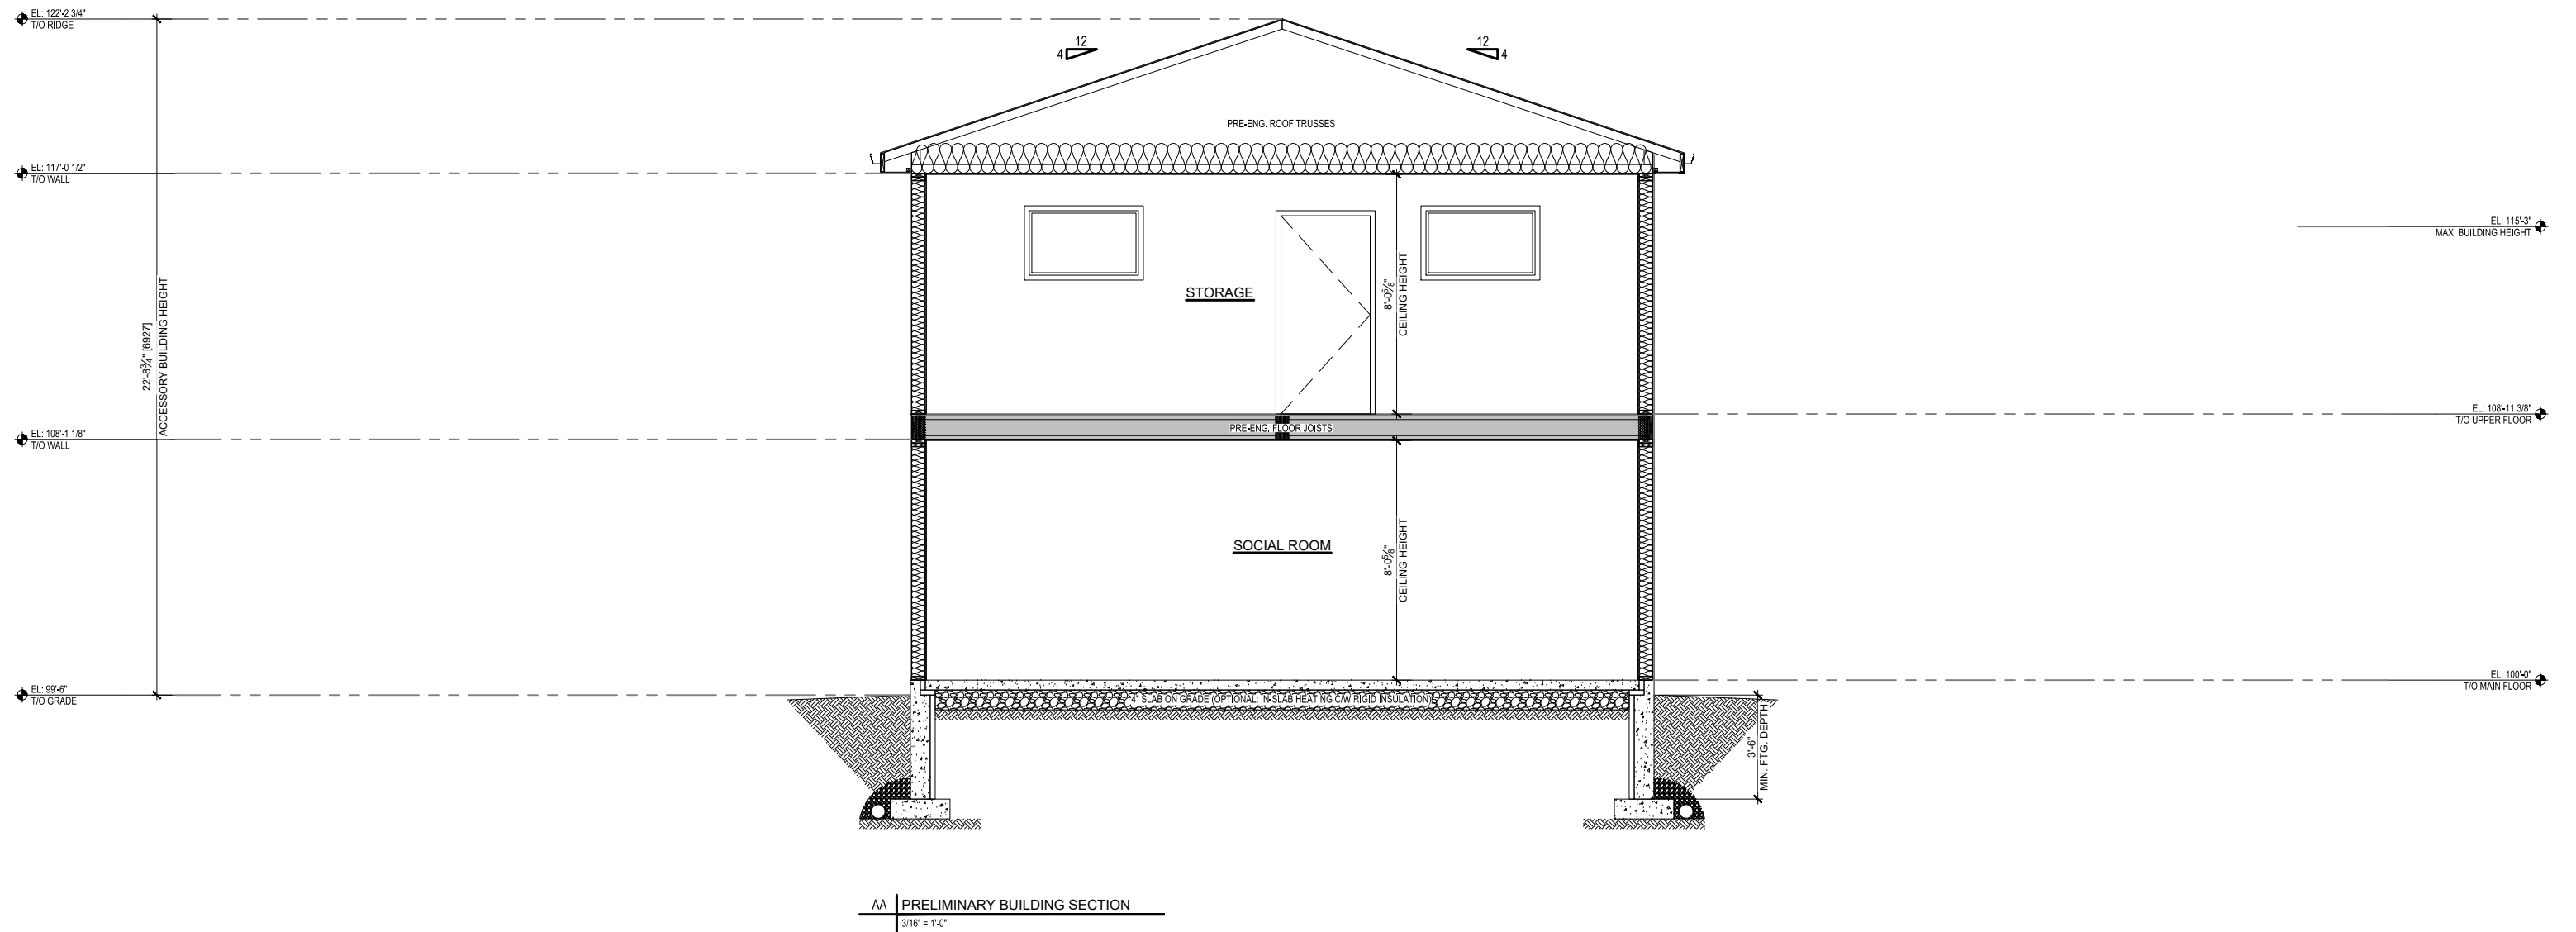 EL: 122'-2 3/4"
T/O RIDGE
12
4
12
4
PRE-ENG. ROOF TRUSSES
EL: 117'-0 1/2"
T/O WALL
EL: 115'-3"
MAX. BUILDING HEIGHT
STORAGE
8'-0⅝"
CEILING HEIGHT
22'-8¾" [6927]
ACCESSORY BUILDING HEIGHT
EL: 108'-11 3/8"
T/O UPPER FLOOR
PRE-ENG. FLOOR JOISTS
EL: 108'-1 1/8"
T/O WALL
SOCIAL ROOM
8'-0⅝"
CEILING HEIGHT
EL: 100'-0"
T/O MAIN FLOOR
EL: 99'-6"
T/O GRADE
4" SLAB ON GRADE (OPTIONAL: IN-SLAB HEATING C/W RIGID INSULATION)
3'-6"
MIN. FTG. DEPTH
AA
PRELIMINARY BUILDING SECTION
3/16" = 1'-0"